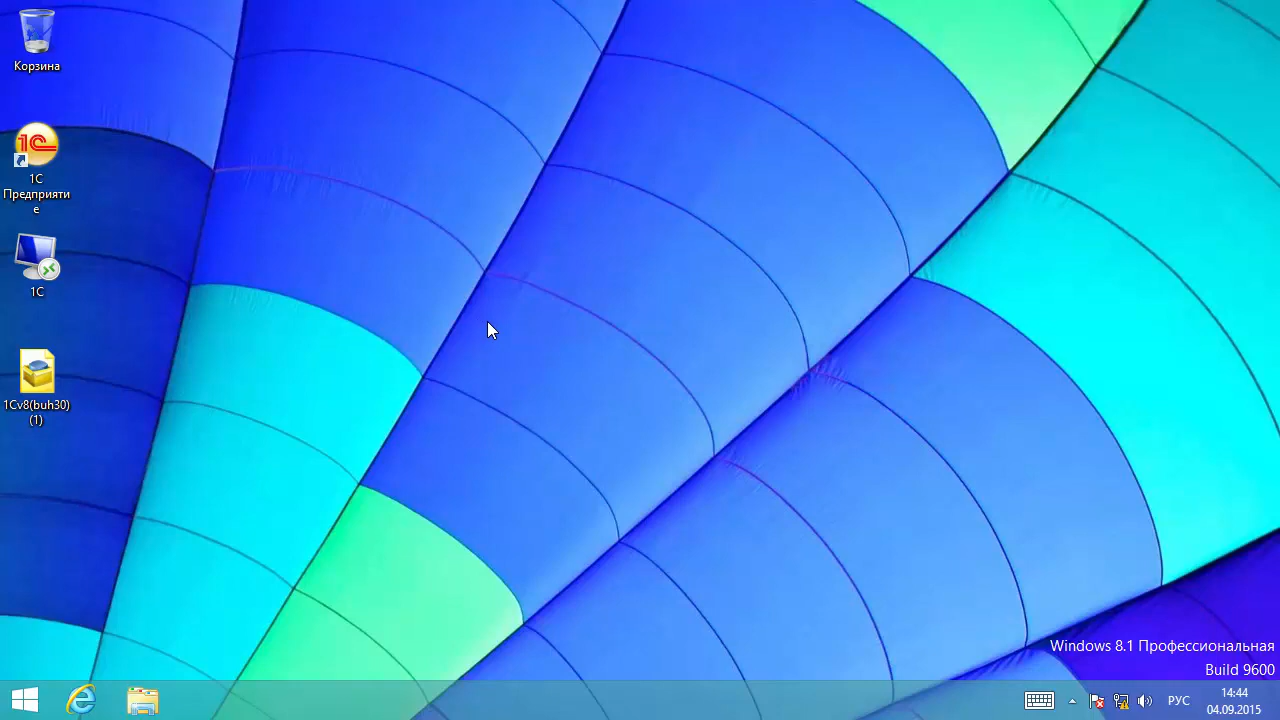 Корзина
1С
Предприяти
е
1С
1Cv8(buh30)
(1)
Windows 8.1 Профессиональная
Build 9600
РУС
14:44
04.09.2015